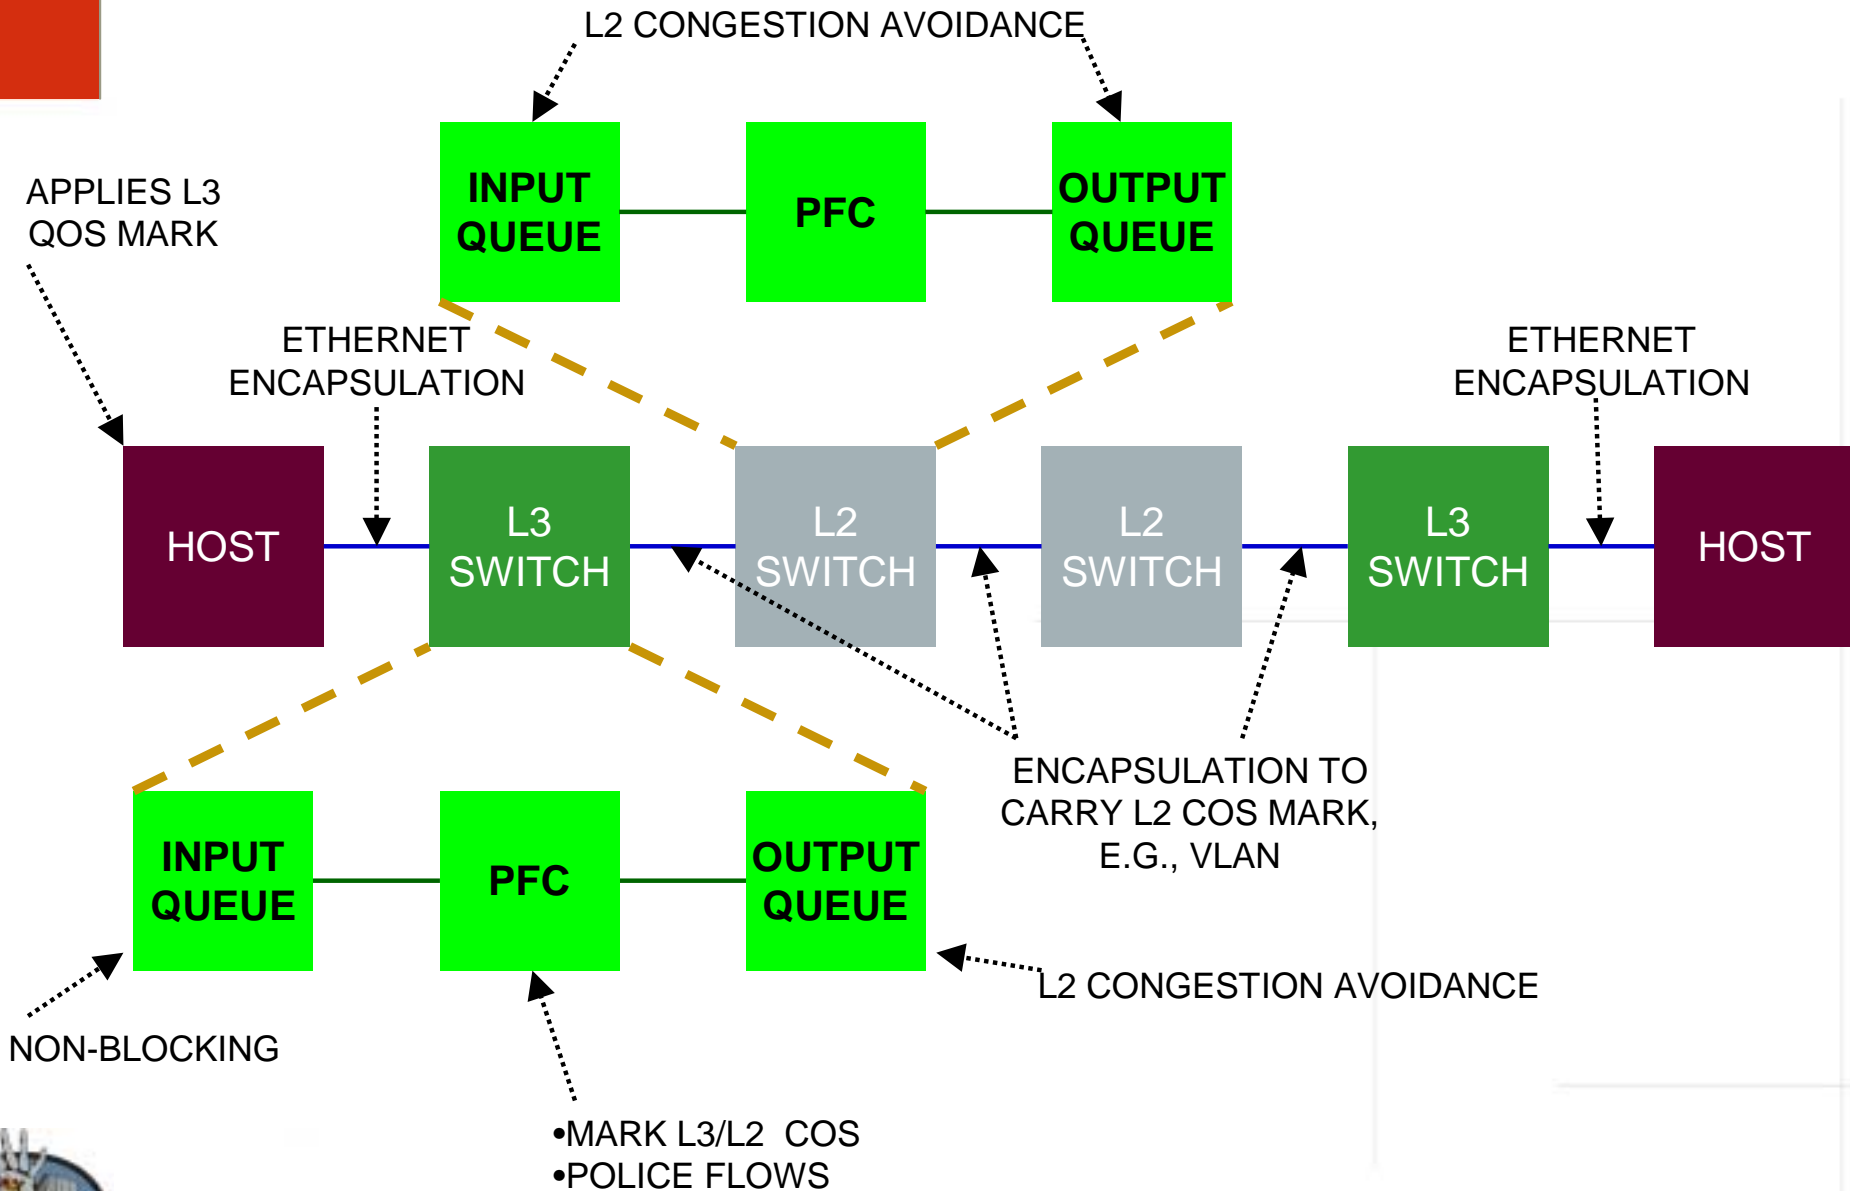 L2 CONGESTION AVOIDANCE
INPUT
QUEUE
PFC
OUTPUT
QUEUE
APPLIES L3
QOS MARK
ETHERNET
ENCAPSULATION
ETHERNET
ENCAPSULATION
HOST
L3
SWITCH
L2
SWITCH
L2
SWITCH
L3
SWITCH
HOST
ENCAPSULATION TO
CARRY L2 COS MARK,
E.G., VLAN
INPUT
QUEUE
PFC
OUTPUT
QUEUE
L2 CONGESTION AVOIDANCE
NON-BLOCKING
•MARK L3/L2  COS
•POLICE FLOWS